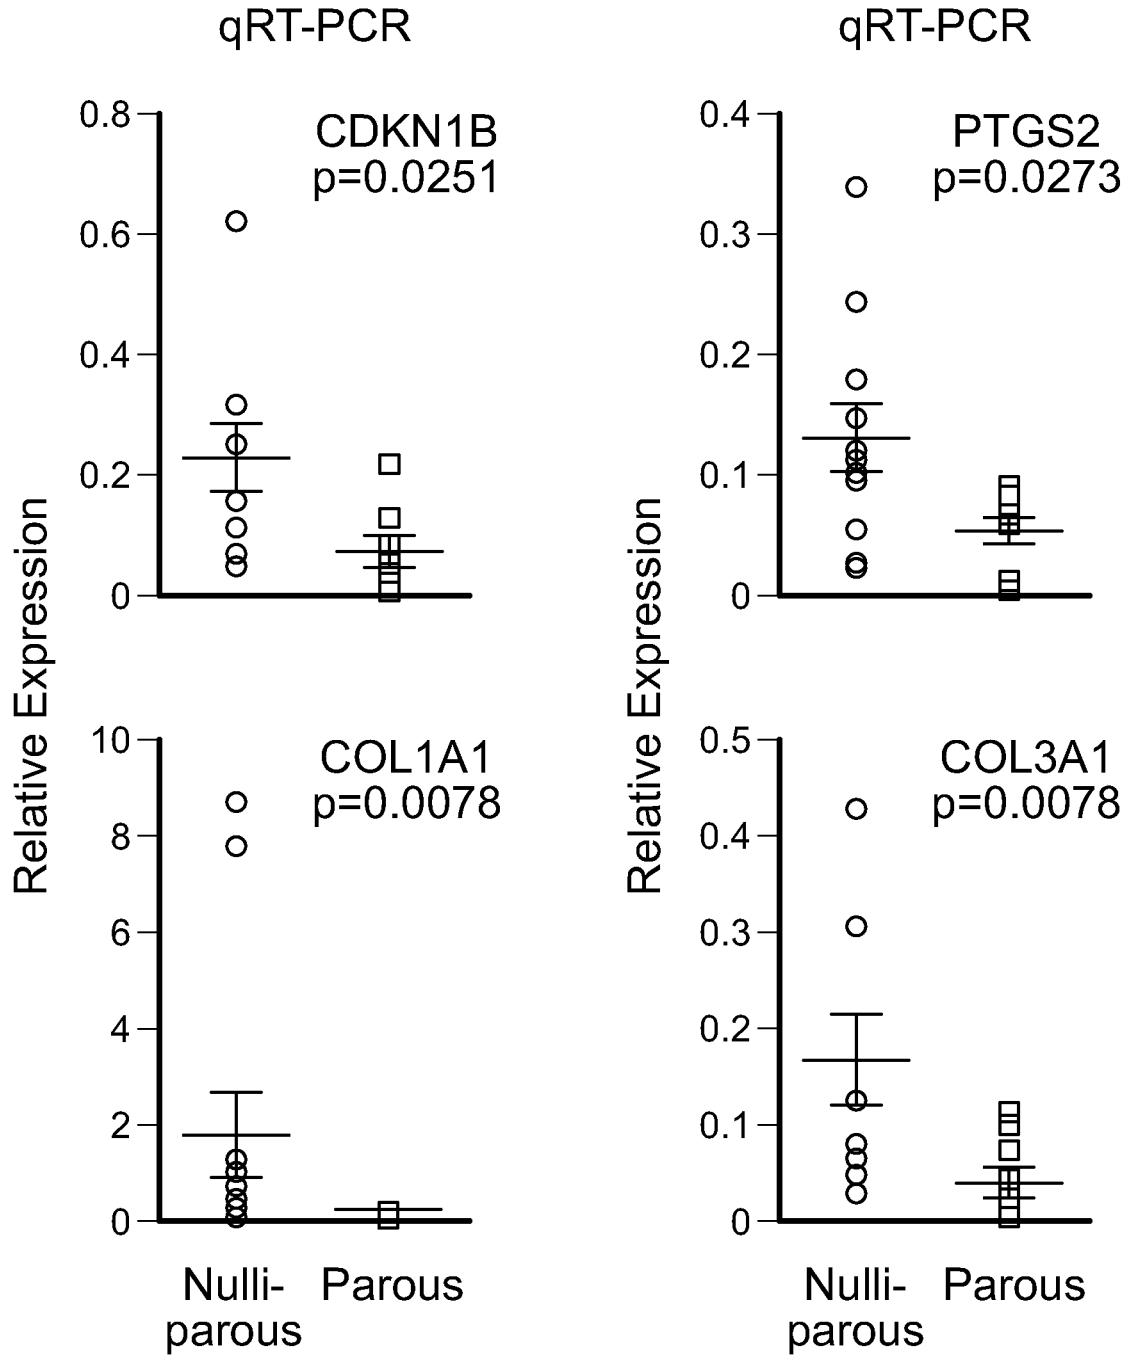 qRT-PCR
0.8
0.6
0.4
0.2
0
CDKN1B
p=0.0251
qRT-PCR
0.4
0.3
0.2
0.1
0
PTGS2
p=0.0273
Relative Expression
10
8
6
4
2
0
COL1A1
p=0.0078
Nulli-
parous
Parous
Relative Expression
0.5
0.4
0.3
0.2
0.1
0
COL3A1
p=0.0078
Nulli-
parous
Parous